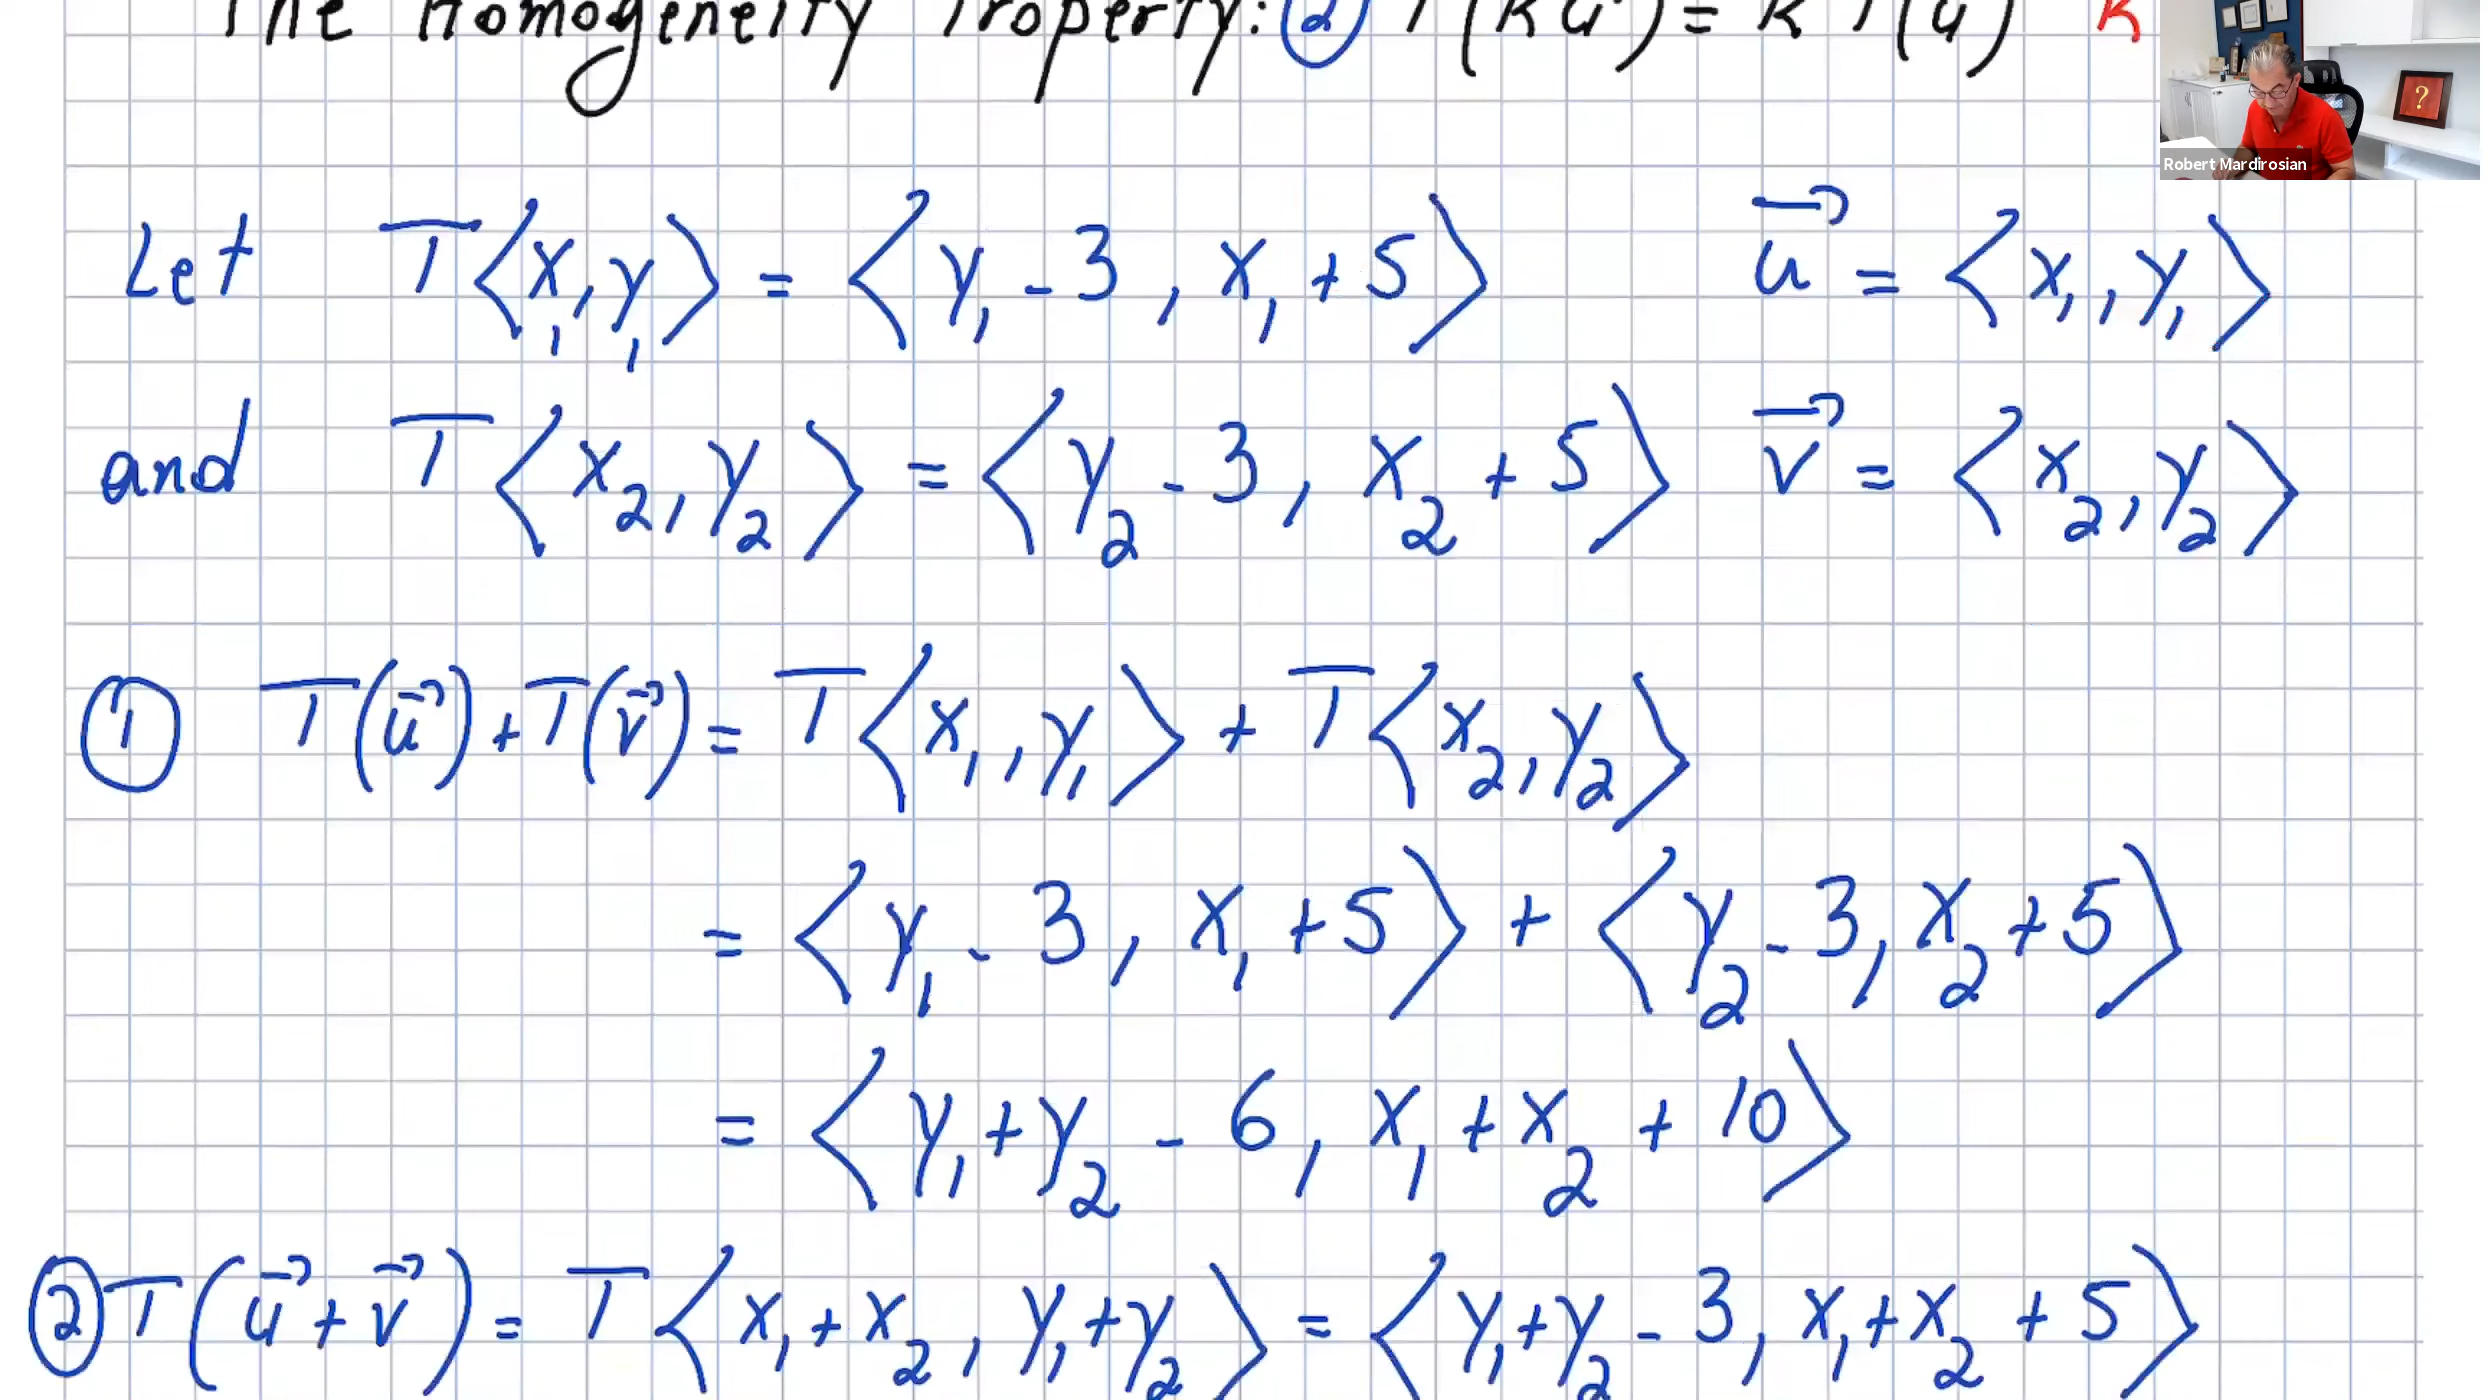 The Homogeneity Property: ② T(ku⃗) = k T(u⃗) k
?
Robert Mardirosian
Let T⟨x₁, y₁⟩ = ⟨y₁ - 3, x₁ + 5⟩ u⃗ = ⟨x₁, y₁⟩
and T⟨x₂, y₂⟩ = ⟨y₂ - 3, x₂ + 5⟩ v⃗ = ⟨x₂, y₂⟩
① T(u⃗) + T(v⃗) = T⟨x₁, y₁⟩ + T⟨x₂, y₂⟩
= ⟨y₁ - 3, x₁ + 5⟩ + ⟨y₂ - 3, x₂ + 5⟩
= ⟨y₁ + y₂ - 6, x₁ + x₂ + 10⟩
② T(u⃗ + v⃗) = T⟨x₁ + x₂, y₁ + y₂⟩ = ⟨y₁ + y₂ - 3, x₁ + x₂ + 5⟩